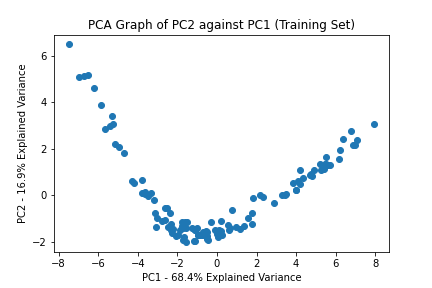 PCA Graph of PC2 against PC1 (Training Set)
PC2 - 16.9% Explained Variance
6
4
2
0
−2
−8 −6 −4 −2 0 2 4 6 8
PC1 - 68.4% Explained Variance